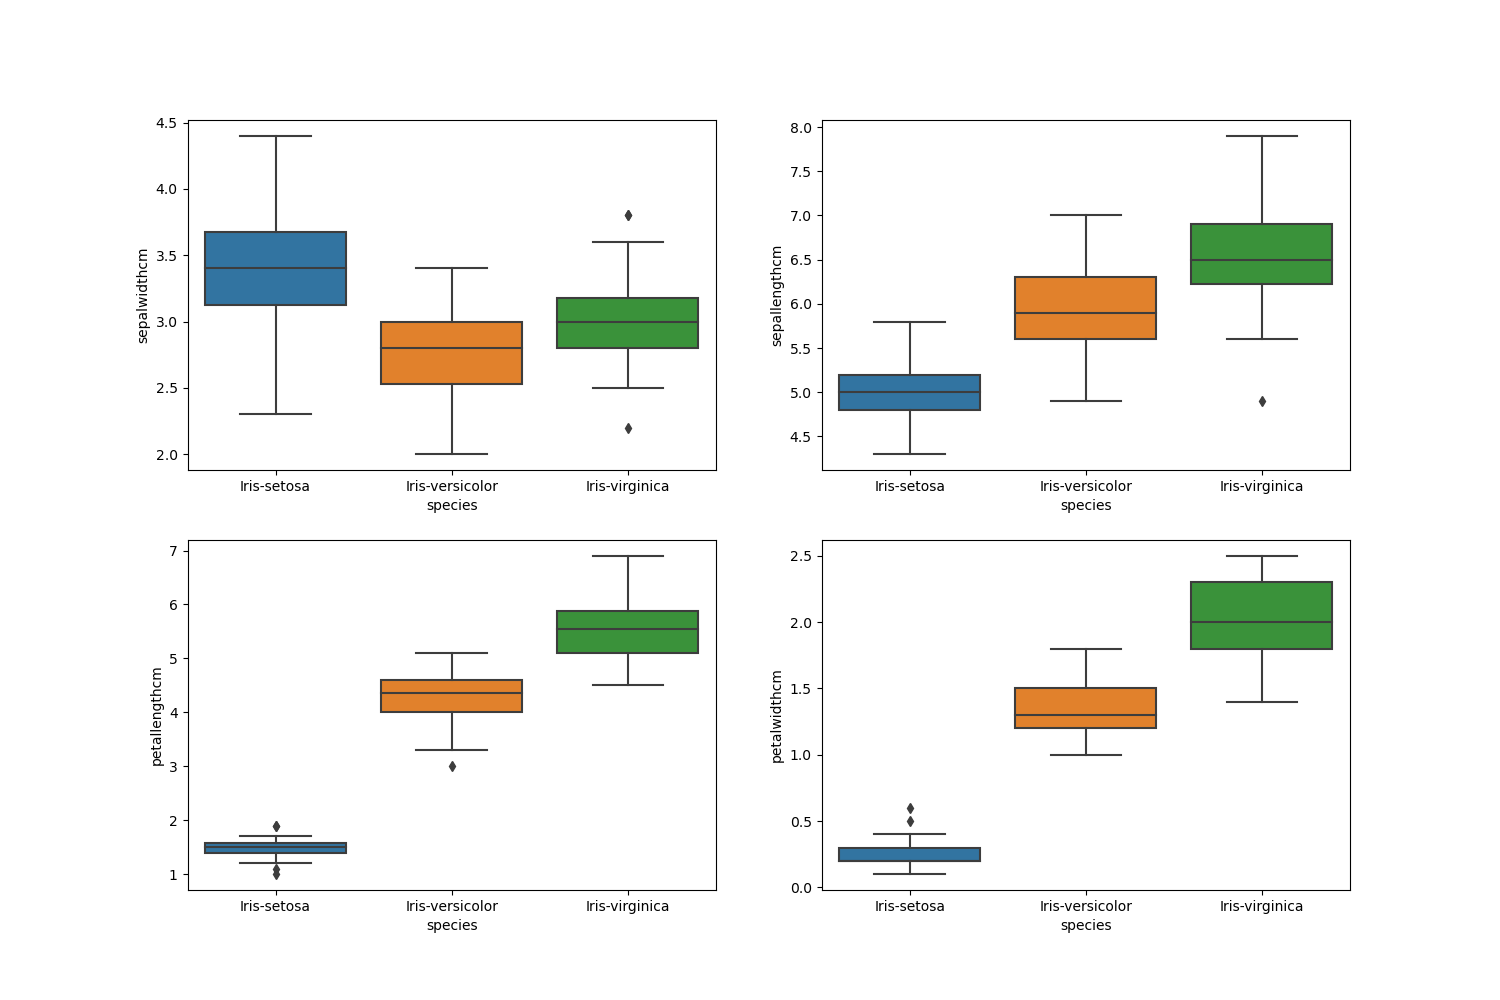 sepalwidthcm
4.5
4.0
3.5
3.0
2.5
2.0
Iris-setosa Iris-versicolor Iris-virginica
species
sepallengthcm
8.0
7.5
7.0
6.5
6.0
5.5
5.0
4.5
Iris-setosa Iris-versicolor Iris-virginica
species
petallengthcm
7
6
5
4
3
2
1
Iris-setosa Iris-versicolor Iris-virginica
species
petalwidthcm
2.5
2.0
1.5
1.0
0.5
0.0
Iris-setosa Iris-versicolor Iris-virginica
species